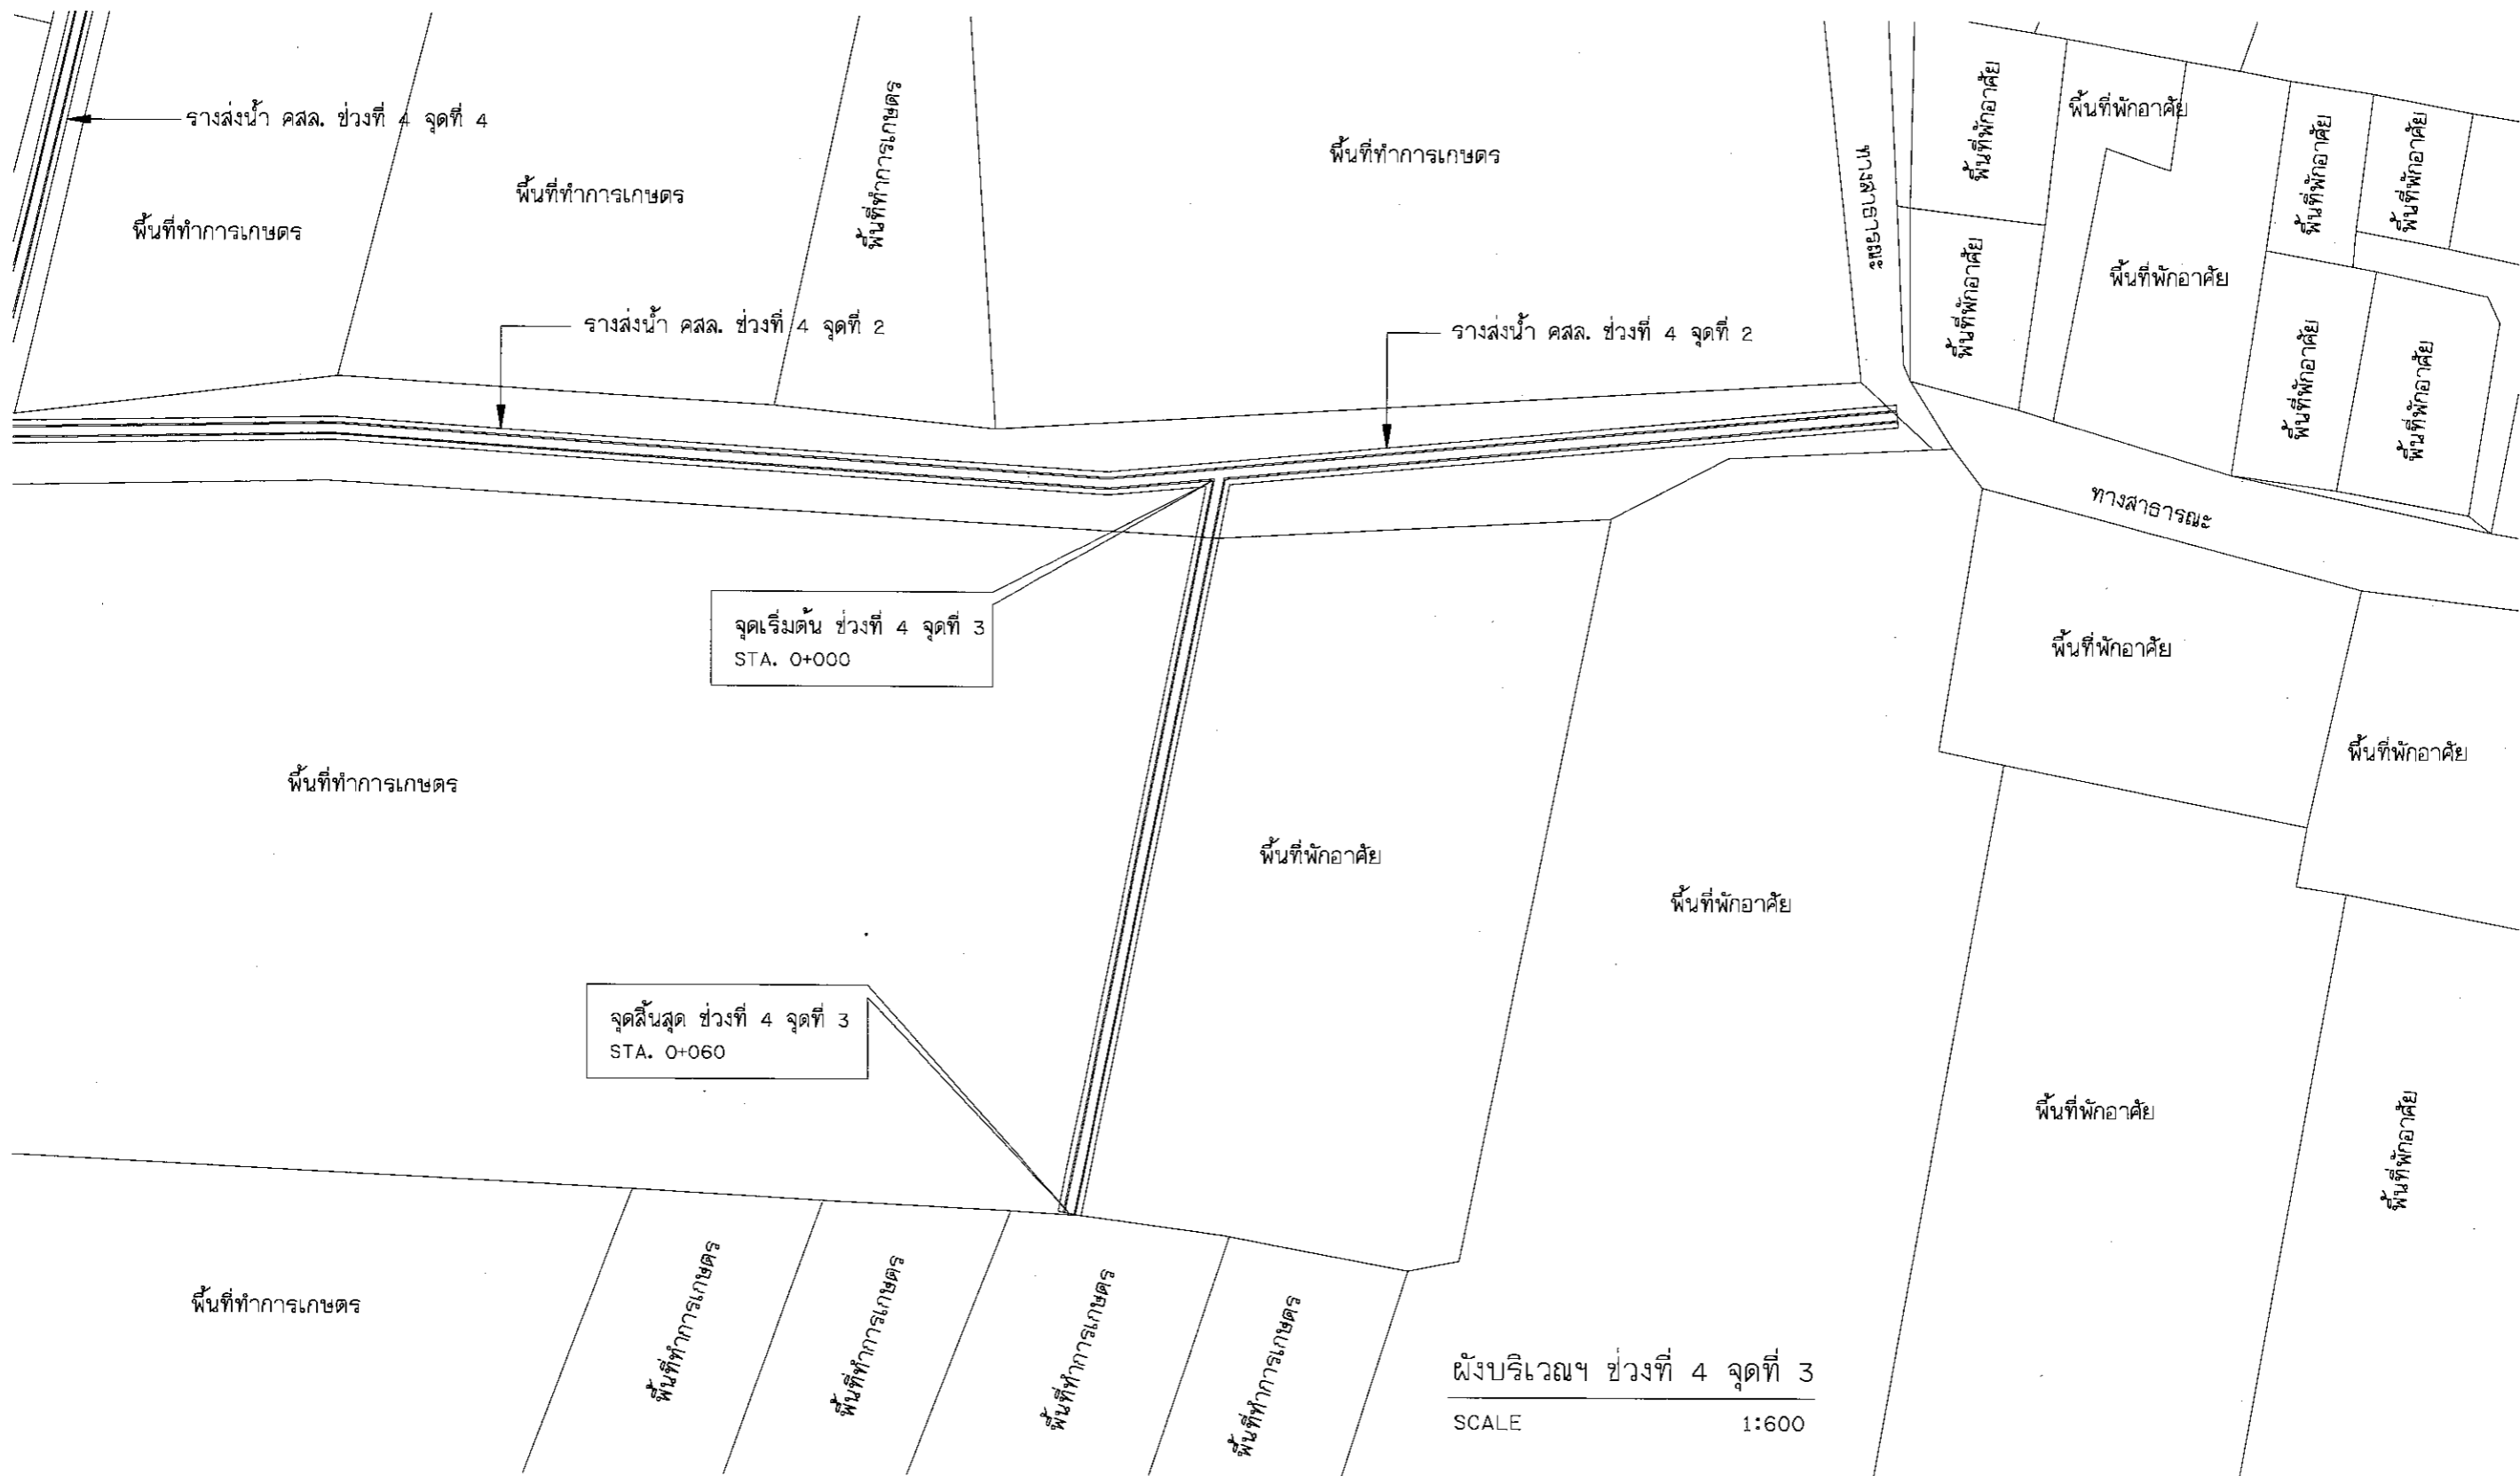 รางส่งน้ำ คสล. ช่วงที่ 4 จุดที่ 4
พื้นที่ทำการเกษตร
พื้นที่ทำการเกษตร
พื้นที่ทำการเกษตร
พื้นที่ทำการเกษตร
ทางสาธารณะ
พื้นที่พักอาศัย
พื้นที่พักอาศัย
พื้นที่พักอาศัย
พื้นที่พักอาศัย
พื้นที่พักอาศัย
พื้นที่พักอาศัย
รางส่งน้ำ คสล. ช่วงที่ 4 จุดที่ 2
รางส่งน้ำ คสล. ช่วงที่ 4 จุดที่ 2
พื้นที่พักอาศัย
พื้นที่พักอาศัย
ทางสาธารณะ
จุดเริ่มต้น ช่วงที่ 4 จุดที่ 3
STA. 0+000
พื้นที่พักอาศัย
พื้นที่พักอาศัย
พื้นที่ทำการเกษตร
พื้นที่พักอาศัย
พื้นที่พักอาศัย
จุดสิ้นสุด ช่วงที่ 4 จุดที่ 3
STA. 0+060
พื้นที่พักอาศัย
พื้นที่พักอาศัย
พื้นที่ทำการเกษตร
พื้นที่ทำการเกษตร
พื้นที่ทำการเกษตร
พื้นที่ทำการเกษตร
พื้นที่ทำการเกษตร
ผังบริเวณฯ ช่วงที่ 4 จุดที่ 3
SCALE 1:600